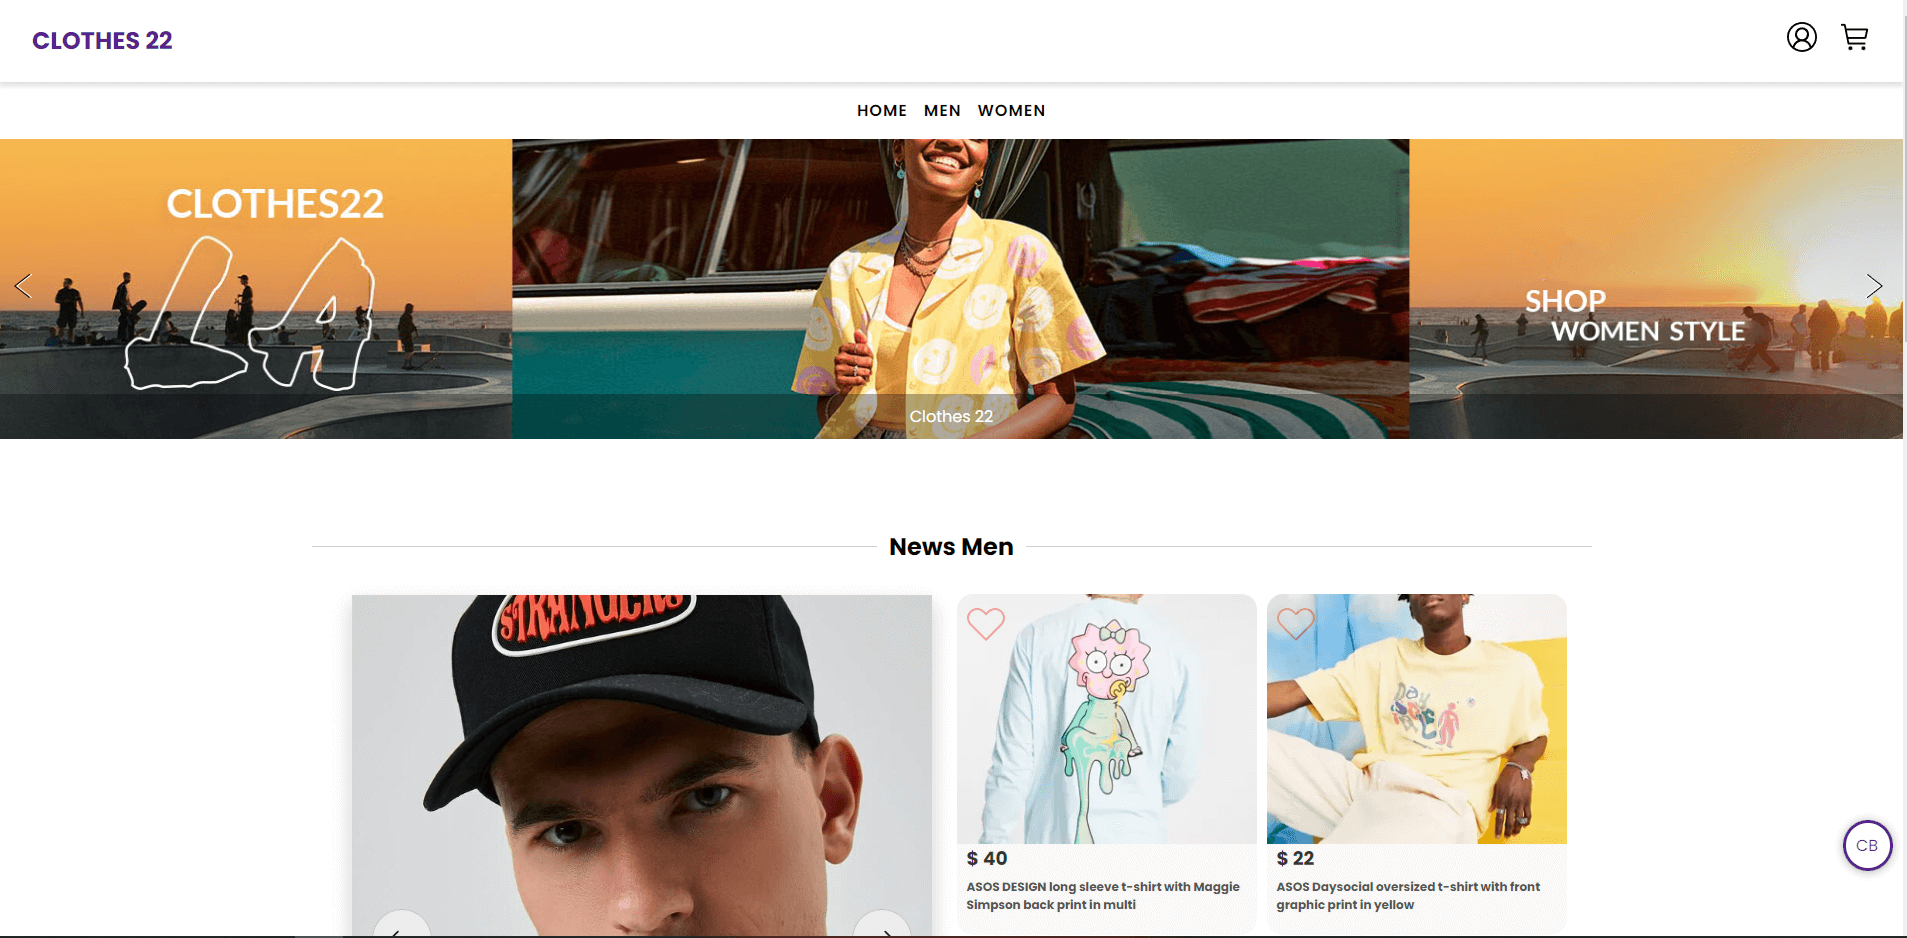 CLOTHES 22
HOME MEN WOMEN
CLOTHES22
LA
SHOP
WOMEN STYLE
Clothes 22
News Men
STRANGERS
$ 40
ASOS DESIGN long sleeve t-shirt with Maggie
Simpson back print in multi
$ 22
ASOS Daysocial oversized t-shirt with front
graphic print in yellow
CB